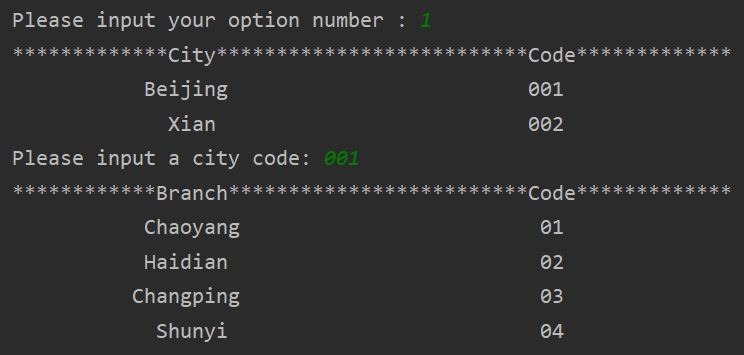 Please input your option number : 1
*************City**************************Code*************
Beijing 001
Xian 002
Please input a city code: 001
************Branch*************************Code*************
Chaoyang 01
Haidian 02
Changping 03
Shunyi 04